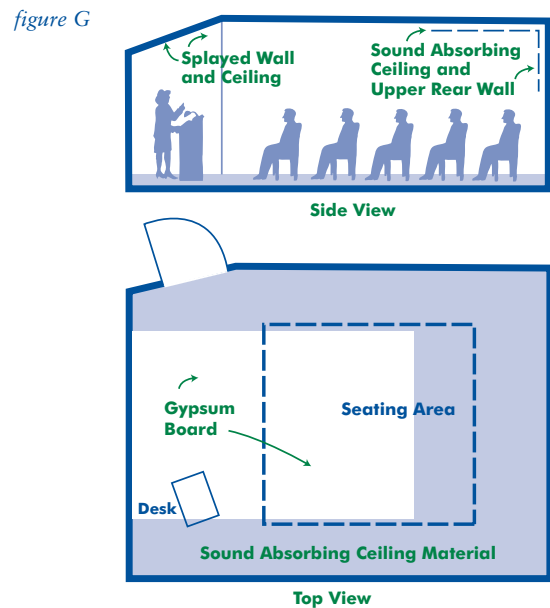 figure G
Splayed Wall
and Ceiling
Sound Absorbing
Ceiling and
Upper Rear Wall
Side View
Gypsum
Board
Seating Area
Desk
Sound Absorbing Ceiling Material
Top View